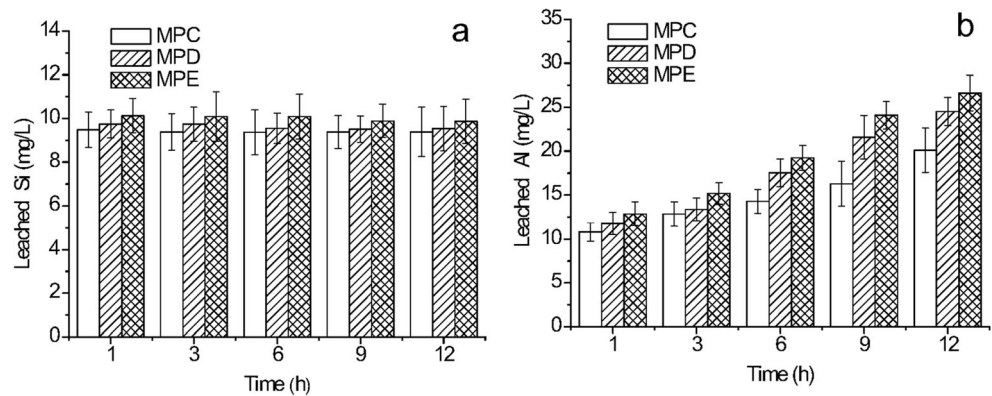 a
MPC
MPD
MPE
Leached Si (mg/L)
14
12
10
8
6
4
2
0
1 3 6 9 12
Time (h)
b
MPC
MPD
MPE
Leached Al (mg/L)
35
30
25
20
15
10
5
0
1 3 6 9 12
Time (h)